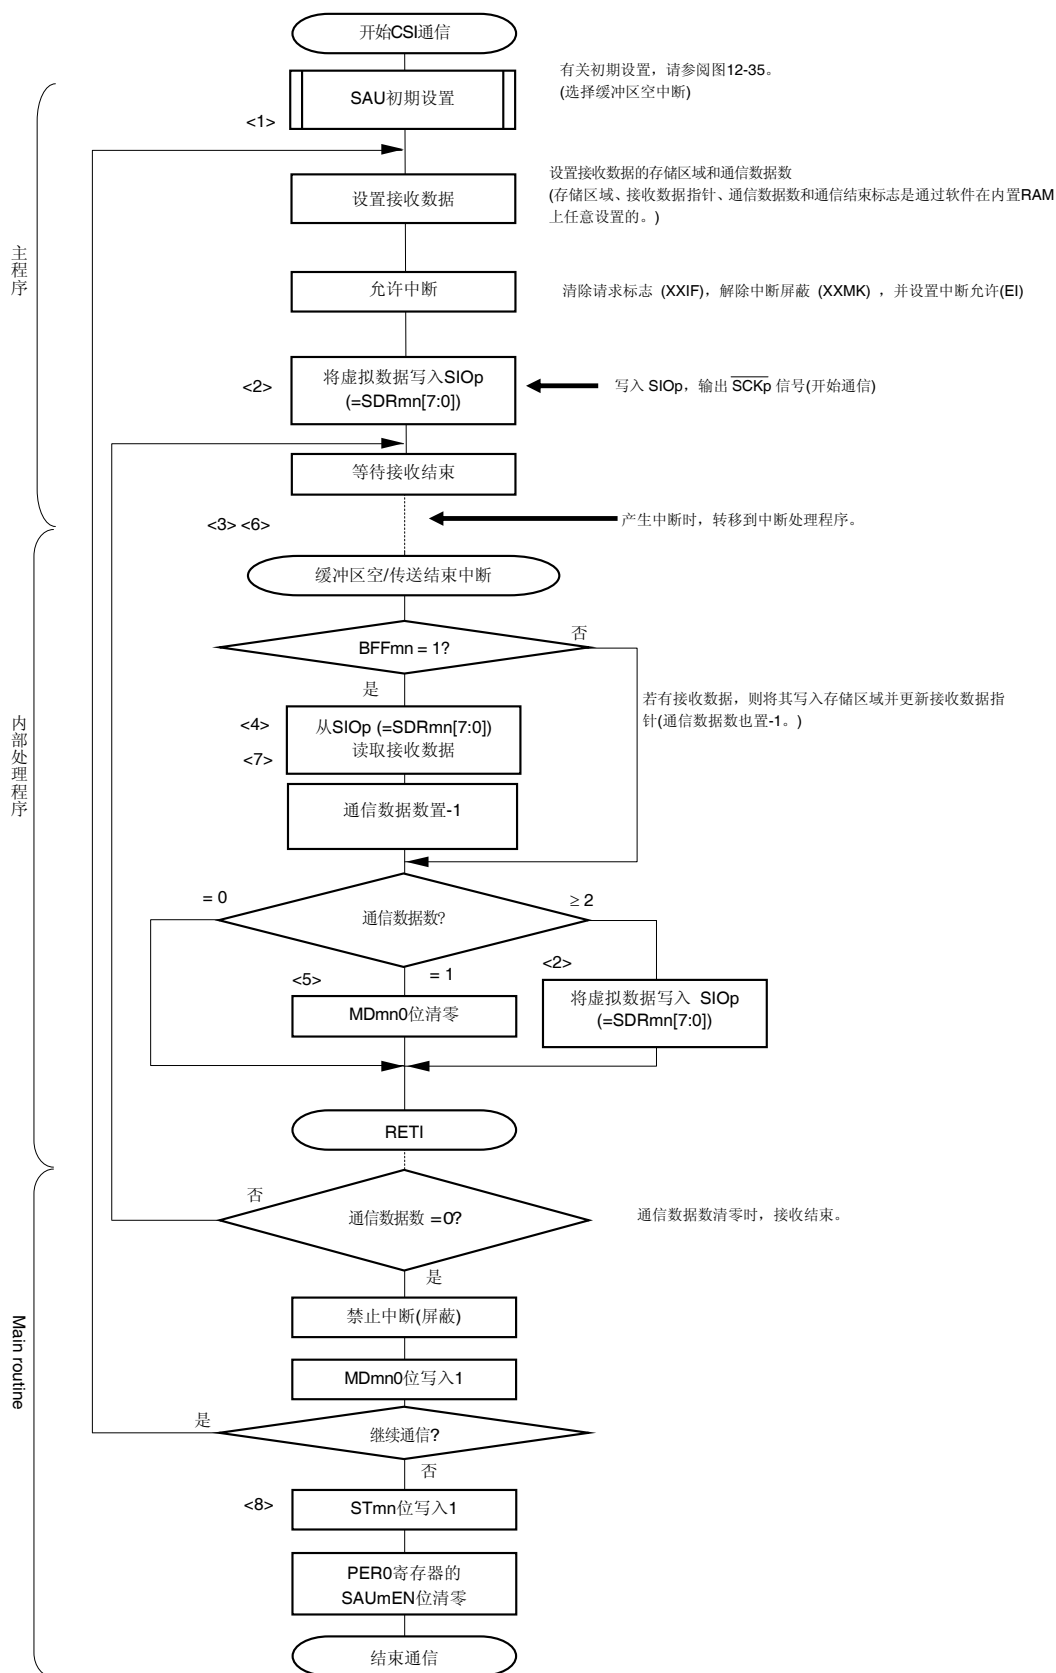 开始CSI通信
有关初期设置，请参阅图12-35。
(选择缓冲区空中断)
SAU初期设置
<1>
设置接收数据的存储区域和通信数据数
(存储区域、接收数据指针、通信数据数和通信结束标志是通过软件在内置RAM
上任意设置的。)
设置接收数据
主程序
允许中断
清除请求标志 (XXIF)，解除中断屏蔽 (XXMK) ，并设置中断允许(EI)
<2>
将虚拟数据写入SIOp
(=SDRmn[7:0])
写入 SIOp，输出 SCKp 信号(开始通信)
等待接收结束
<3> <6>
产生中断时，转移到中断处理程序。
缓冲区空/传送结束中断
BFFmn = 1?
否
是
若有接收数据，则将其写入存储区域并更新接收数据指
针(通信数据数也置-1。)
<4>
从SIOp (=SDRmn[7:0])
读取接收数据
<7>
内部处理程序
通信数据数置-1
= 0
≥ 2
通信数据数?
= 1
<5>
MDmn0位清零
<2>
将虚拟数据写入 SIOp
(=SDRmn[7:0])
RETI
否
通信数据数 =0?
通信数据数清零时，接收结束。
是
禁止中断(屏蔽)
MDmn0位写入1
Main routine
是
继续通信?
否
<8>
STmn位写入1
PER0寄存器的
SAUmEN位清零
结束通信